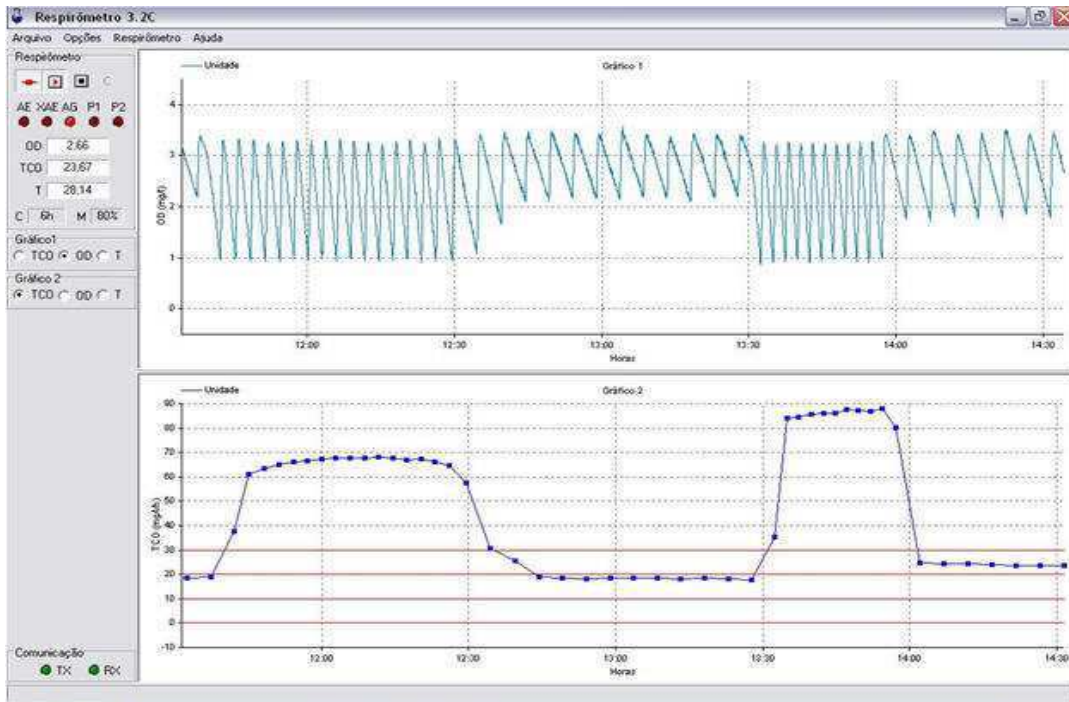 Respirômetro 3.2C
Arquivo Opções Respirômetro Ajuda
Respirômetro
C
AE XAE AG P1 P2
OD 2,66
TCO 23,67
T 28,14
C 6h M 80%
Gráfico1
TCO OD T
Gráfico 2
TCO OD T
Comunicação
TX RX
Unidade
Gráfico 1
4
3
2
1
0
OD (mg/l)
12:00 12:30 13:00 13:30 14:00 14:30
Horas
Unidade
Gráfico 2
90
80
70
60
50
40
30
20
10
0
-10
TCO (mg/l/h)
12:00 12:30 13:00 13:30 14:00 14:30
Horas